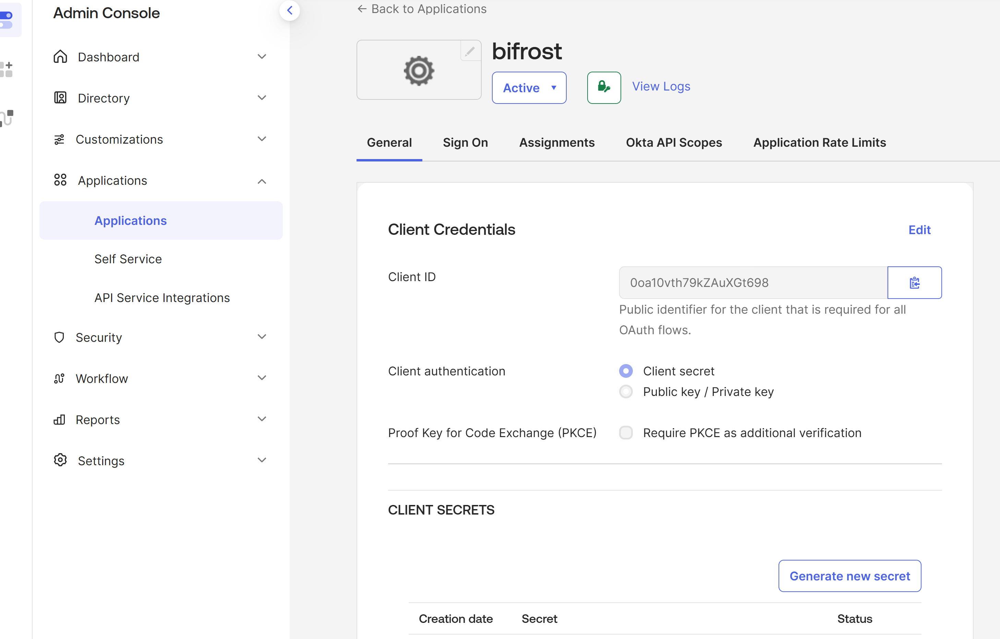 Admin Console
Dashboard
Directory
Customizations
Applications
Applications
Self Service
API Service Integrations
Security
Workflow
Reports
Settings
← Back to Applications
bifrost
Active
View Logs
General
Sign On
Assignments
Okta API Scopes
Application Rate Limits
Client Credentials
Edit
Client ID
0oa10vth79kZAuXGt698
Public identifier for the client that is required for all
OAuth flows.
Client authentication
Client secret
Public key / Private key
Proof Key for Code Exchange (PKCE)
Require PKCE as additional verification
CLIENT SECRETS
Generate new secret
Creation date
Secret
Status